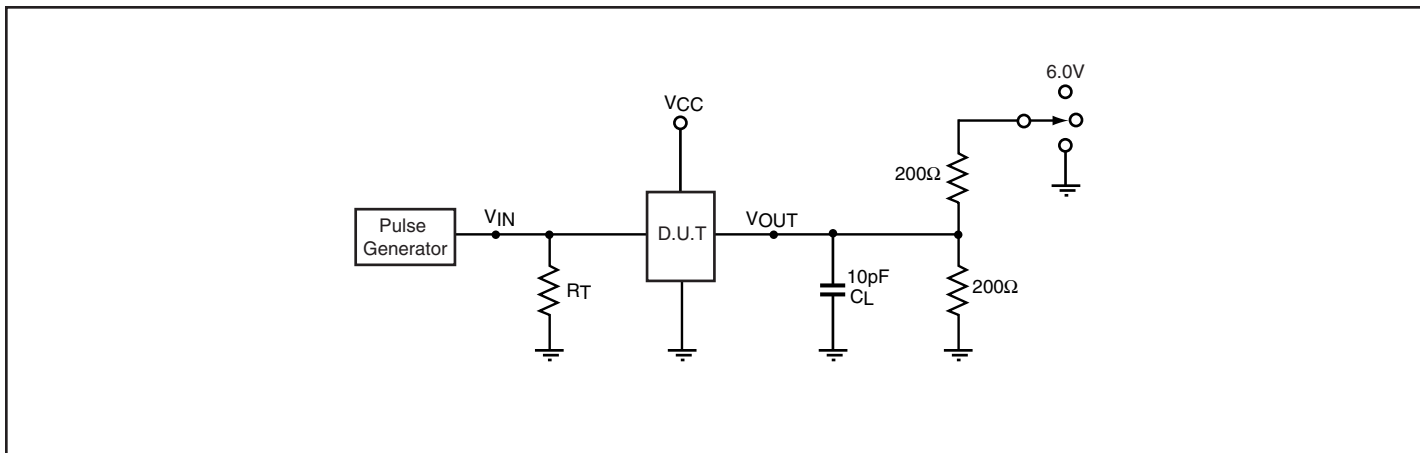 6.0V
VCC
200Ω
Pulse
Generator
VIN
D.U.T
VOUT
RT
10pF
CL
200Ω